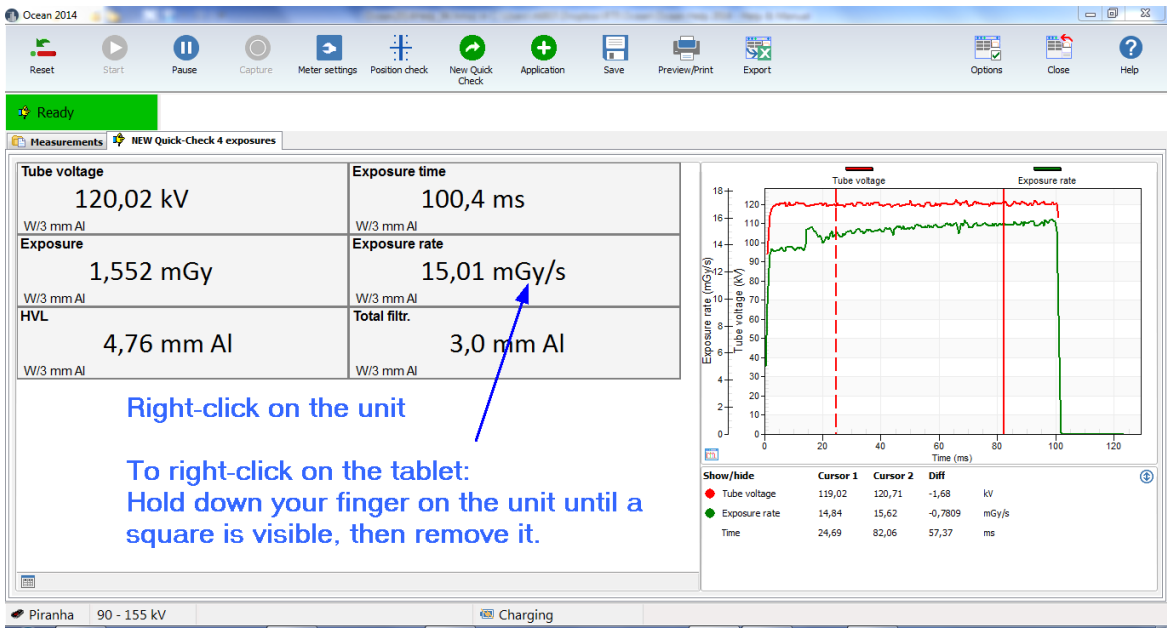 Ocean 2014
Reset Start Pause Capture Meter settings Position check New Quick Check Application Save Preview/Print Export Options Close Help
Ready
Measurements NEW Quick-Check 4 exposures
Tube voltage
120,02 kV
W/3 mm Al
Exposure time
100,4 ms
W/3 mm Al
Exposure
1,552 mGy
W/3 mm Al
Exposure rate
15,01 mGy/s
W/3 mm Al
HVL
4,76 mm Al
W/3 mm Al
Total filtr.
3,0 mm Al
W/3 mm Al
Right-click on the unit
To right-click on the tablet:
Hold down your finger on the unit until a
square is visible, then remove it.
Tube voltage Exposure rate
Exposure rate (mGy/s)
18
16
14
12
10
8
6
4
2
0
Tube voltage (kV)
120
110
100
90
80
70
60
50
40
30
20
10
0
0 20 40 60 80 100 120
Time (ms)
Show/hide Cursor 1 Cursor 2 Diff
Tube voltage 119,02 120,71 -1,68 kV
Exposure rate 14,84 15,62 -0,7809 mGy/s
Time 24,69 82,06 57,37 ms
Piranha 90 - 155 kV Charging